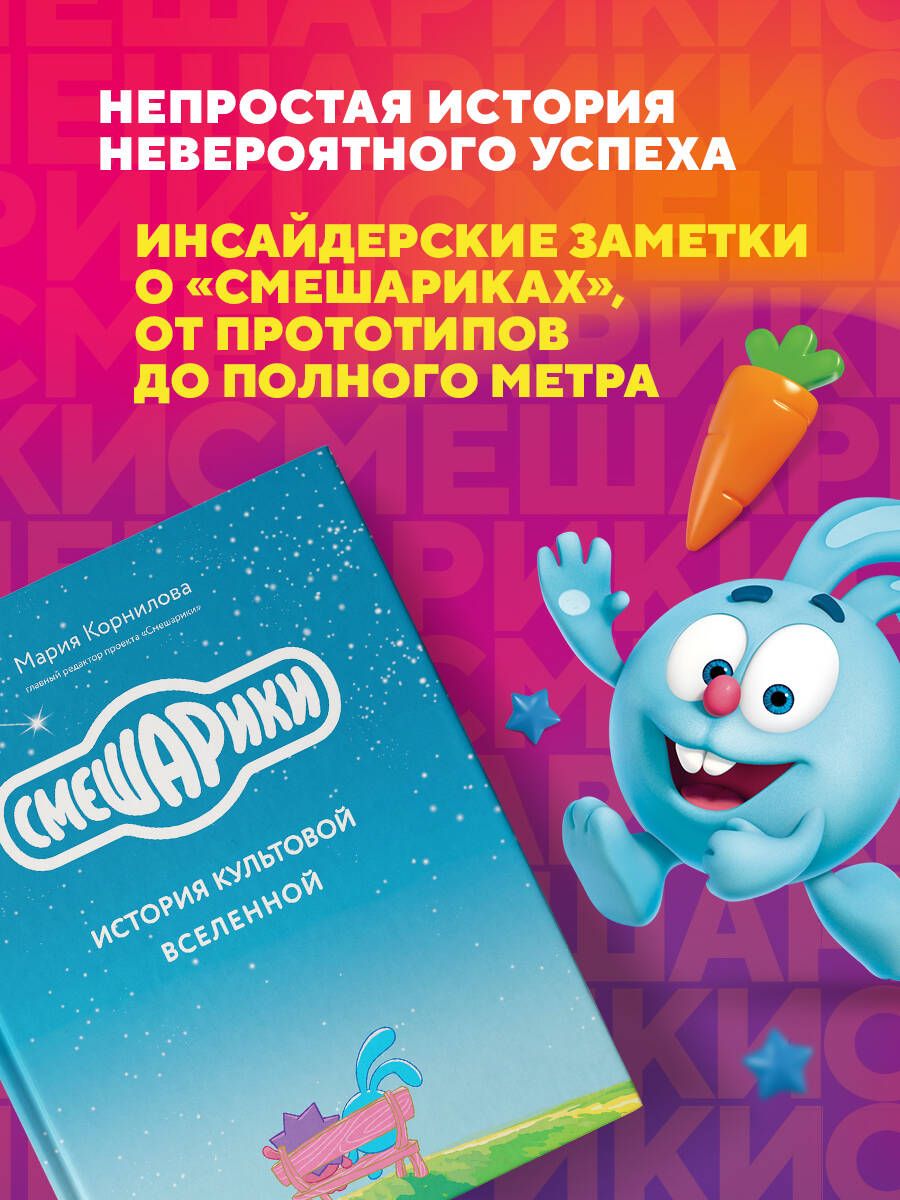 НЕПРОСТАЯ ИСТОРИЯ
НЕВЕРОЯТНОГО УСПЕХА
ИНСАЙДЕРСКИЕ ЗАМЕТКИ
О «СМЕШАРИКАХ»,
ОТ ПРОТОТИПОВ
ДО ПОЛНОГО МЕТРА
Мария Корнилова
главный редактор проекта «Смешарики»
СМЕШАРИКИ
ИСТОРИЯ КУЛЬТОВОЙ
ВСЕЛЕННОЙ